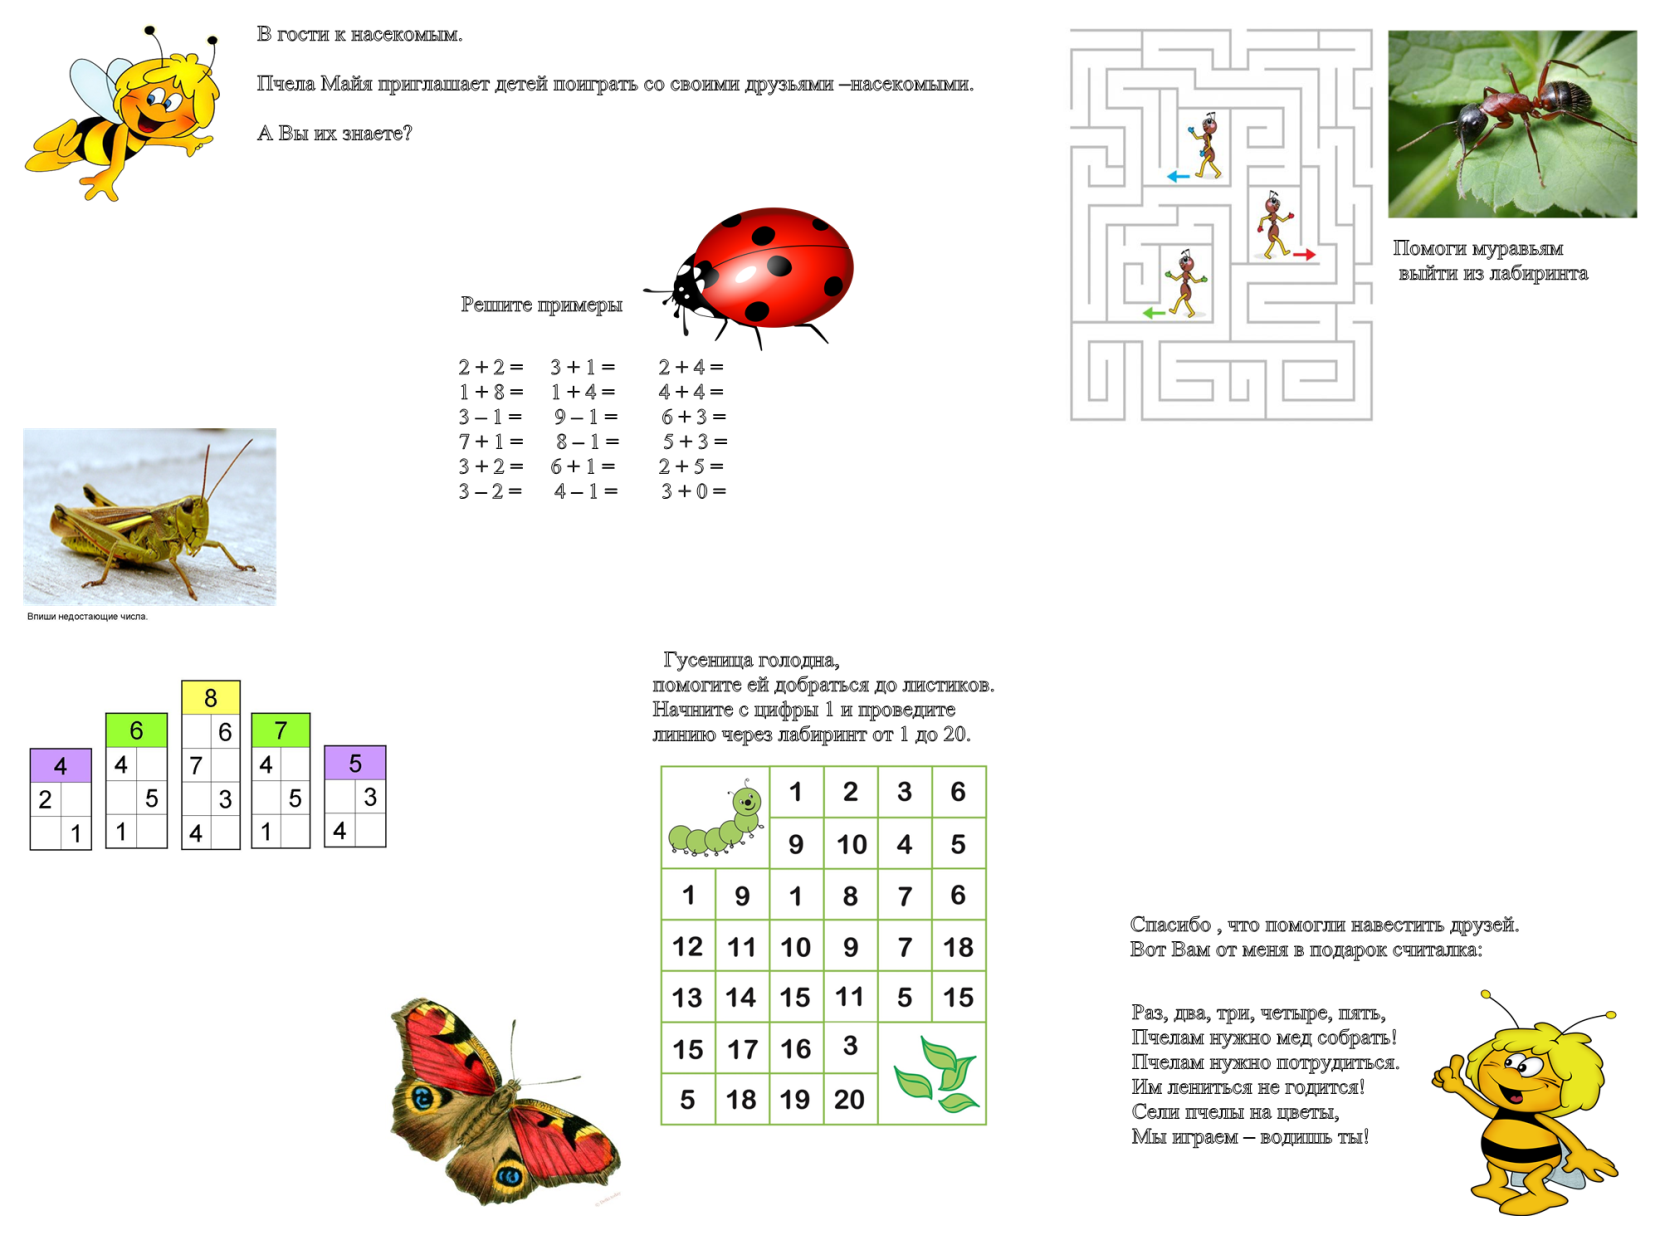 В гости к насекомым.
Пчела Майя приглашает детей поиграть со своими друзьями –насекомыми.
А Вы их знаете?
Помоги муравьям
выйти из лабиринта
Решите примеры
2 + 2 = 3 + 1 = 2 + 4 =
1 + 8 = 1 + 4 = 4 + 4 =
3 – 1 = 9 – 1 = 6 + 3 =
7 + 1 = 8 – 1 = 5 + 3 =
3 + 2 = 6 + 1 = 2 + 5 =
3 – 2 = 4 – 1 = 3 + 0 =
Впиши недостающие числа.
4
2
1
6
4
5
1
8
6
7
3
4
7
4
5
1
5
3
4
Гусеница голодна,
помогите ей добраться до листиков.
Начните с цифры 1 и проведите
линию через лабиринт от 1 до 20.
1 2 3 6
9 10 4 5
1 9 1 8 7 6
12 11 10 9 7 18
13 14 15 11 5 15
15 17 16 3
5 18 19 20
Спасибо , что помогли навестить друзей.
Вот Вам от меня в подарок считалка:
Раз, два, три, четыре, пять,
Пчелам нужно мед собрать!
Пчелам нужно потрудиться.
Им лениться не годится!
Сели пчелы на цветы,
Мы играем – водишь ты!